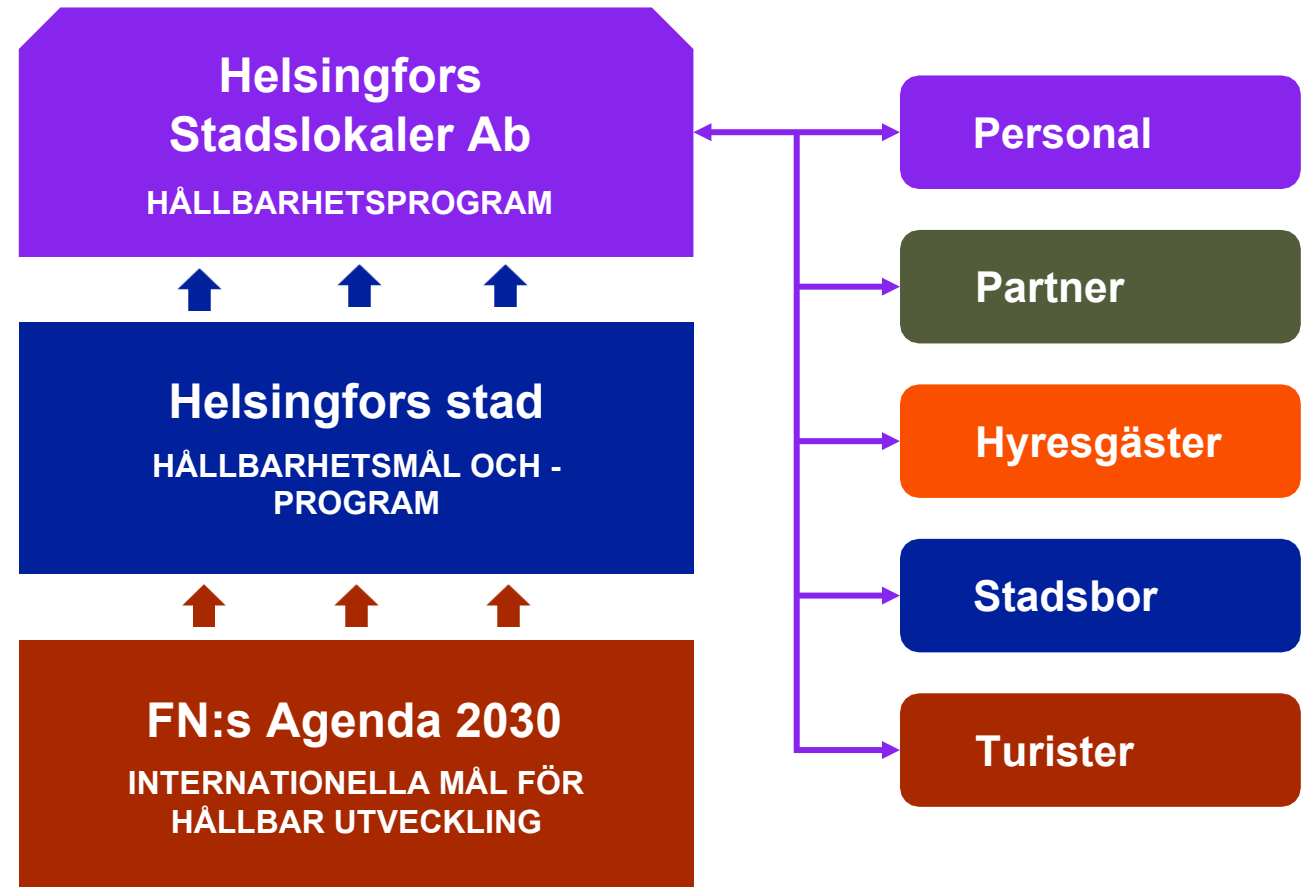 Helsingfors
Stadslokaler Ab
HÅLLBARHETSPROGRAM
Helsingfors stad
HÅLLBARHETSMÅL OCH -
PROGRAM
FN:s Agenda 2030
INTERNATIONELLA MÅL FÖR
HÅLLBAR UTVECKLING
Personal
Partner
Hyresgäster
Stadsbor
Turister